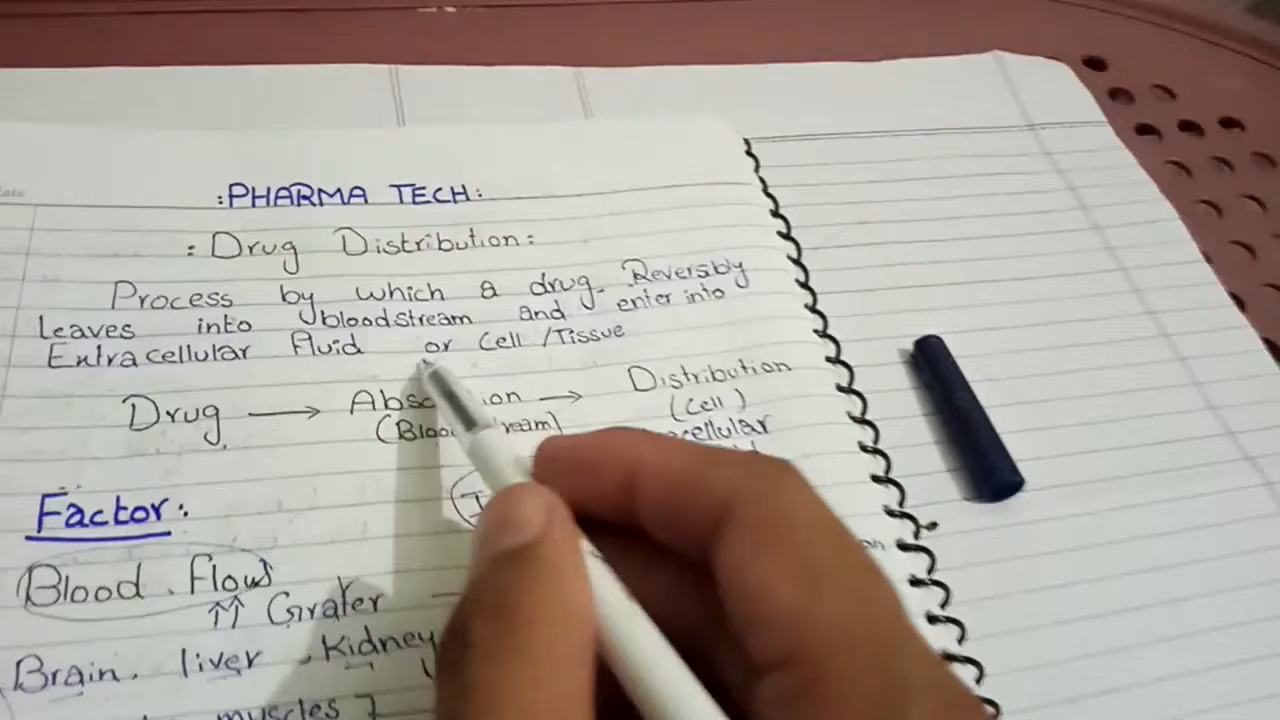 :PHARMA TECH:
: Drug Distribution:
Process by which a drug Reversbly
Leaves into bloodstream and enter into
Extracellular Fluid or Cell /Tissue
Drug → → Distribution
(Cell)
Factor:
Blood. Flow
↑↑ Grater
Brain. liver, kidney
muscles